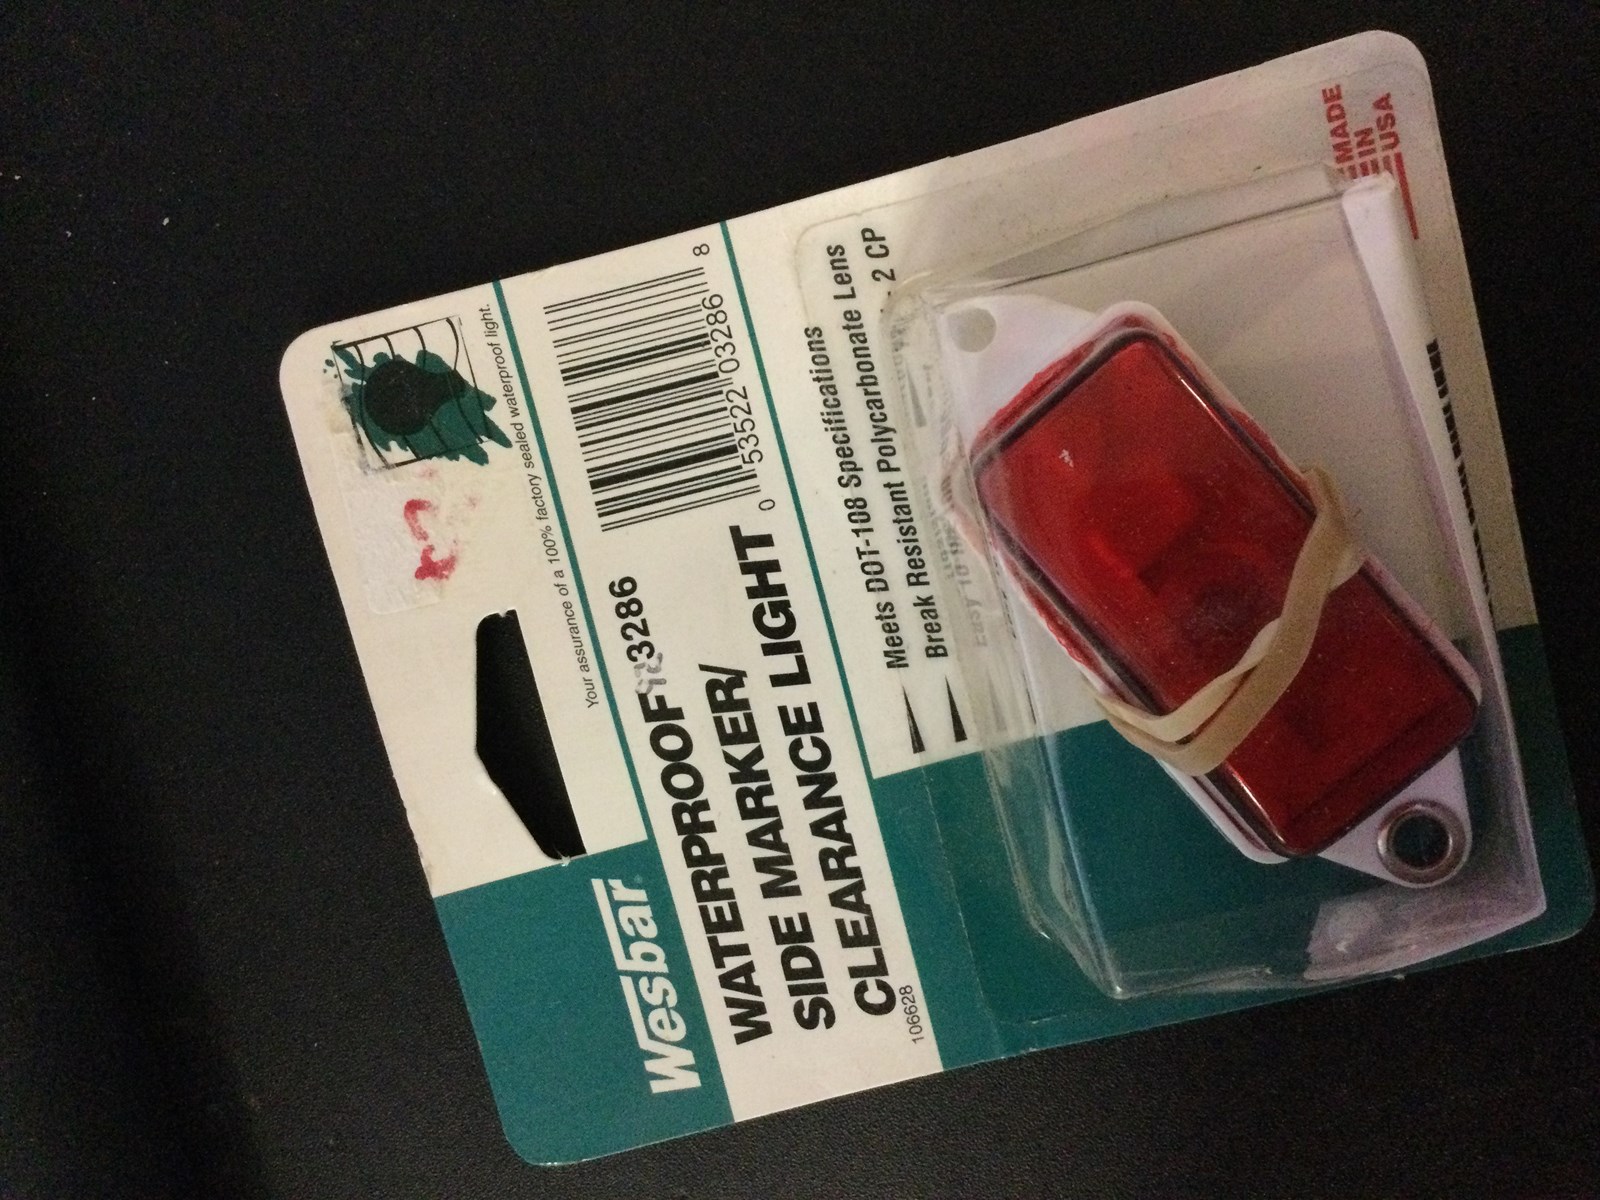 Your assurance of a 100% factory sealed waterproof light.
Wesbar
3286
WATERPROOF
SIDE MARKER/
CLEARANCE LIGHT
106628
0 53522 03286 8
Meets DOT-108 Specifications
Break Resistant Polycarbonate Lens
2 CP
MADE
IN
USA